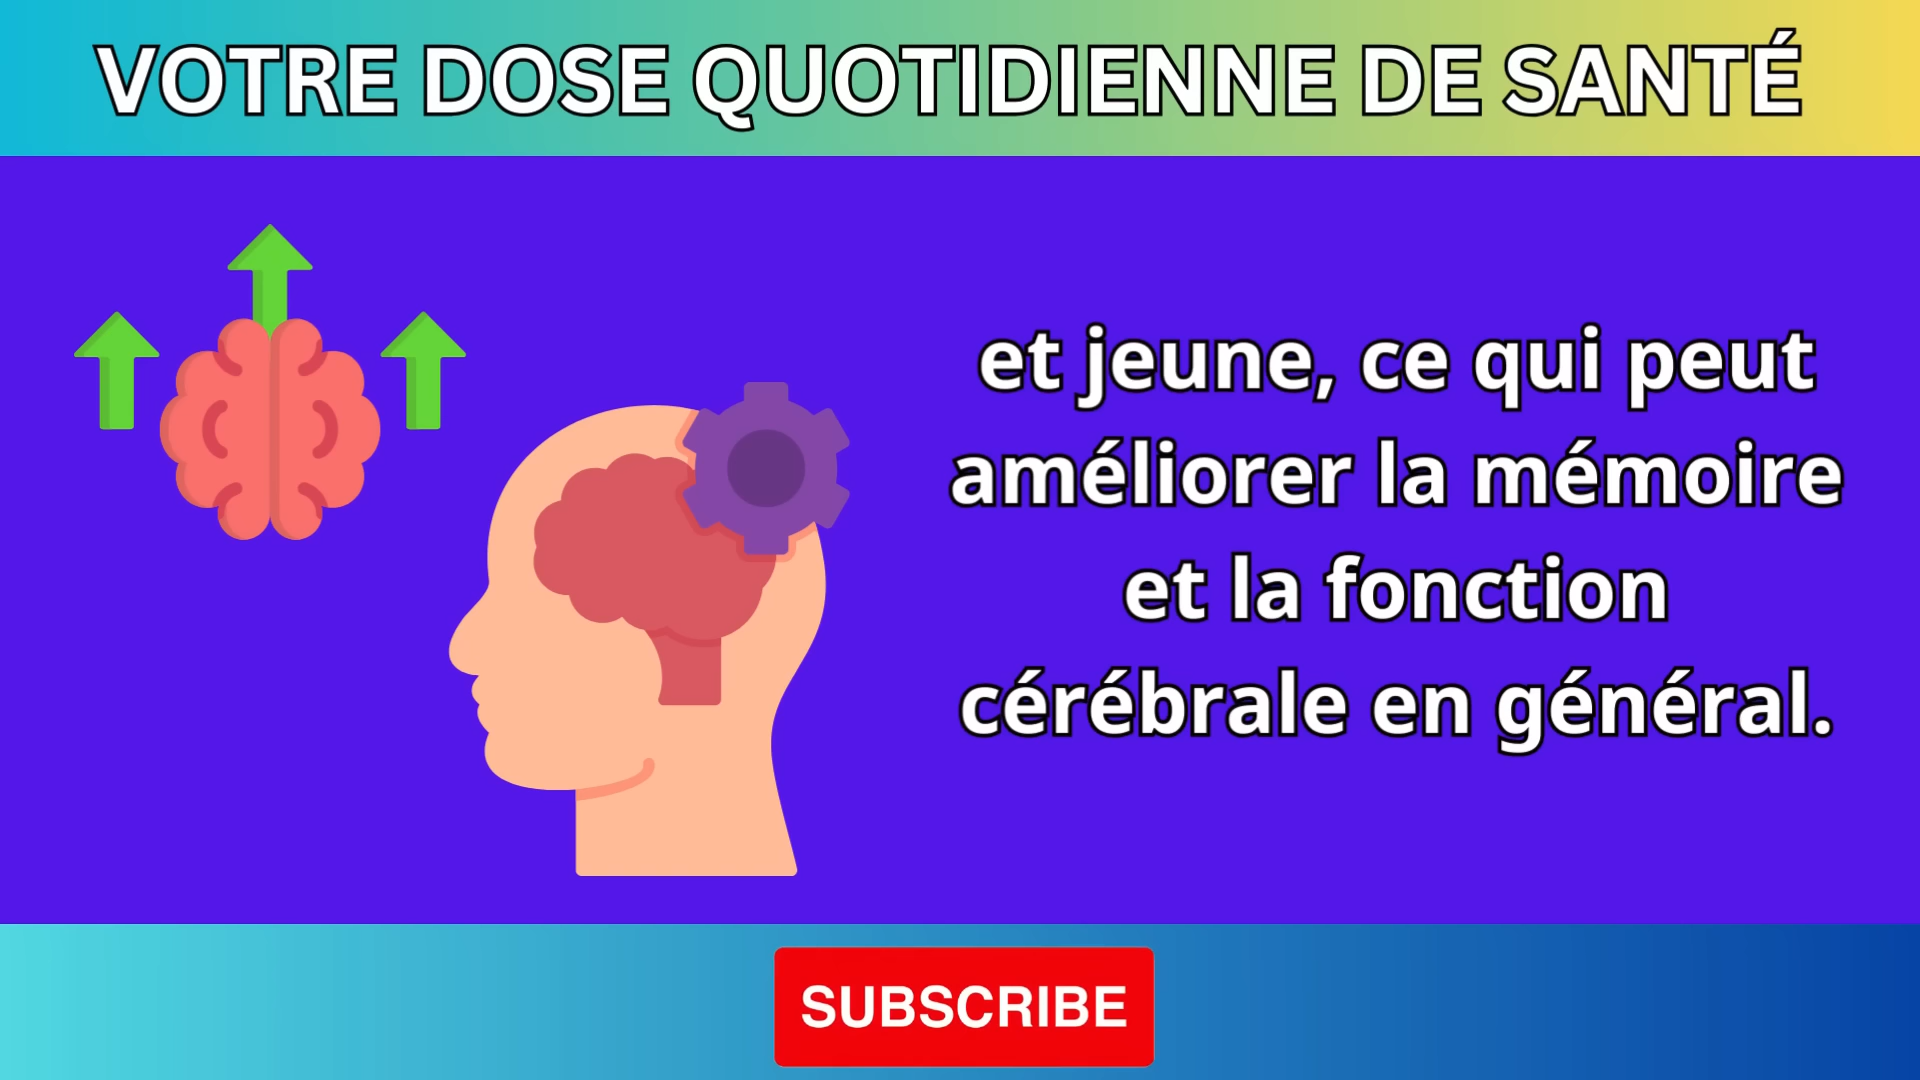 VOTRE DOSE QUOTIDIENNE DE SANTÉ
et jeune, ce qui peut
améliorer la mémoire
et la fonction
cérébrale en général.
SUBSCRIBE